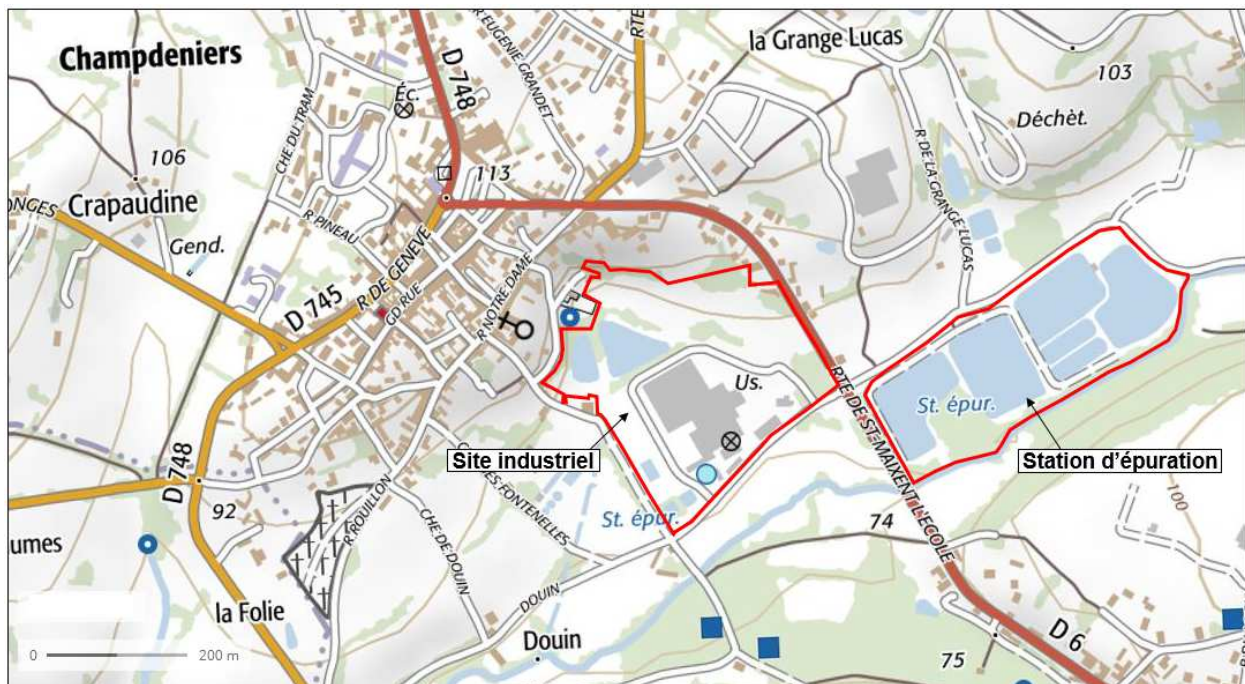 Champdeniers
la Grange Lucas
103
Déchèt.
R EUGENIE GRANDET
RTE
D 748
Éc.
CHE DU TRAM
106
113
Crapaudine
ONGES
Gend.
R PINEAU
R DE GENEVE
D 745
GD-RUE
R NOTRE-DAME
R DE LA GRANGE LUCAS
Us.
RTE DE ST-MAIXENT L'ECOLE
St. épur.
Site industriel
Station d'épuration
D 748
92
R ROUILLON
CHE DE DOUIN
St. épur.
74
100
umes
la Folie
DOUIN
Douin
D 6
75
0
200 m